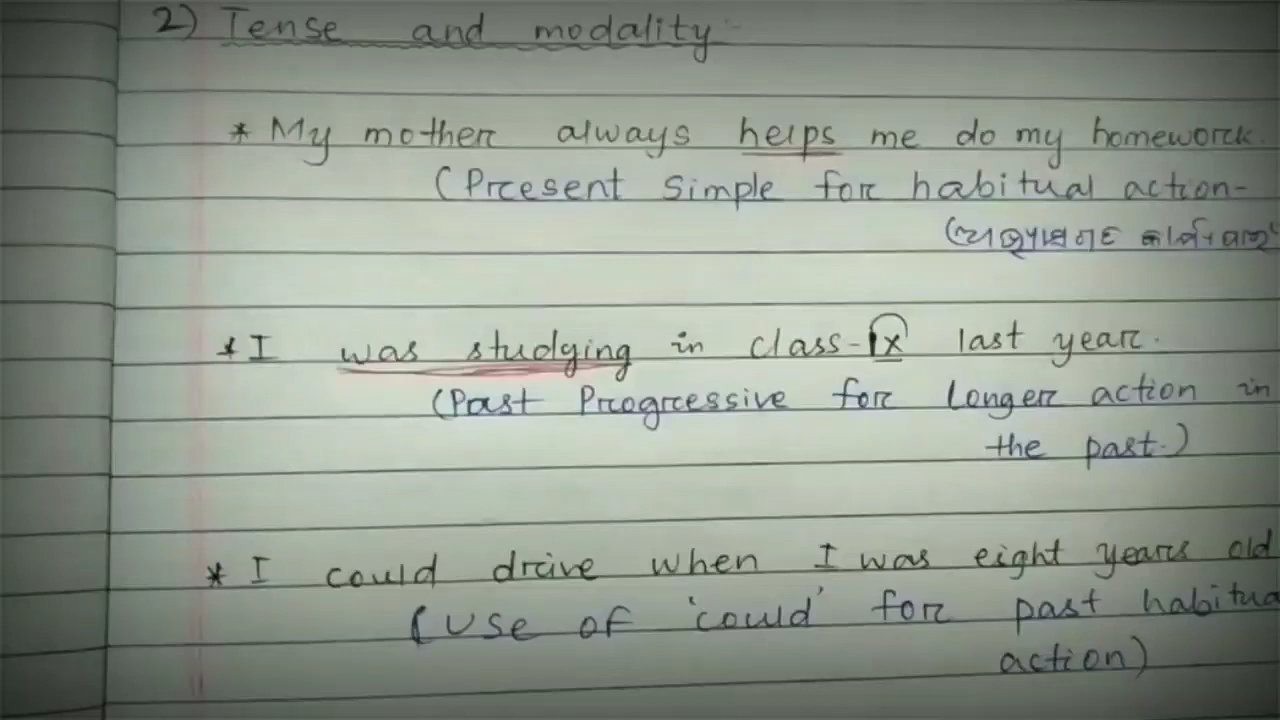 2) Tense and modality
* My mother always helps me do my homework.
(Present Simple for habitual action-
* I was studying in class-IX last year.
(Past Progressive for longer action in
the past.)
* I could drive when I was eight years old
(use of 'could' for past habitua
action)